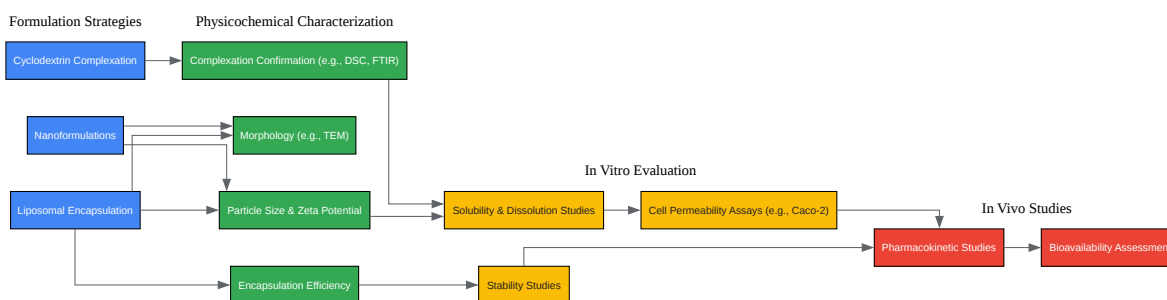 Formulation Strategies
Physicochemical Characterization
Cyclodextrin Complexation
Complexation Confirmation (e.g., DSC, FTIR)
Nanoformulations
Morphology (e.g., TEM)
In Vitro Evaluation
Liposomal Encapsulation
Particle Size & Zeta Potential
Solubility & Dissolution Studies
Cell Permeability Assays (e.g., Caco-2)
In Vivo Studies
Pharmacokinetic Studies
Bioavailability Assessment
Encapsulation Efficiency
Stability Studies